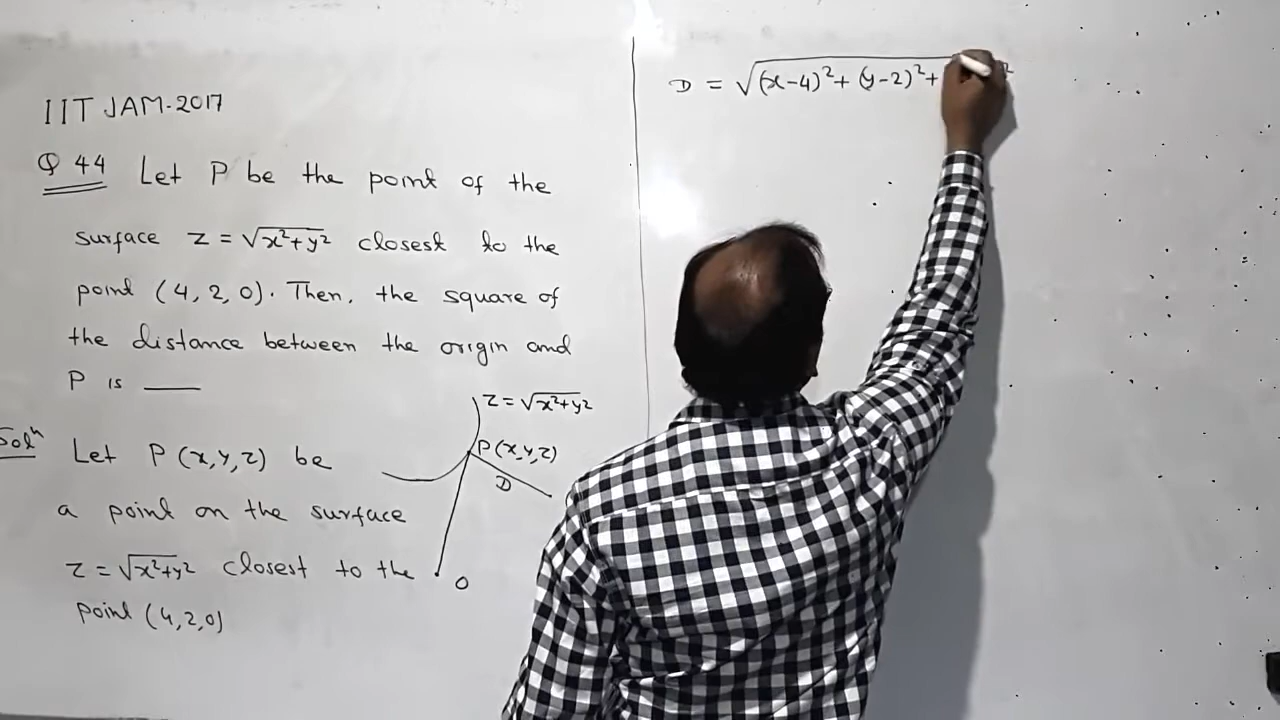 IIT JAM-2017
Q 44 Let P be the point of the
surface z = √x²+y² closest to the
point (4, 2, 0). Then, the square of
the distance between the origin and
P is ____
Solⁿ Let P(x,y,z) be
a point on the surface
z = √x²+y² closest to the
point (4,2,0)
z = √x²+y²
P(x,y,z)
D
O
D = √(x-4)²+(y-2)²+